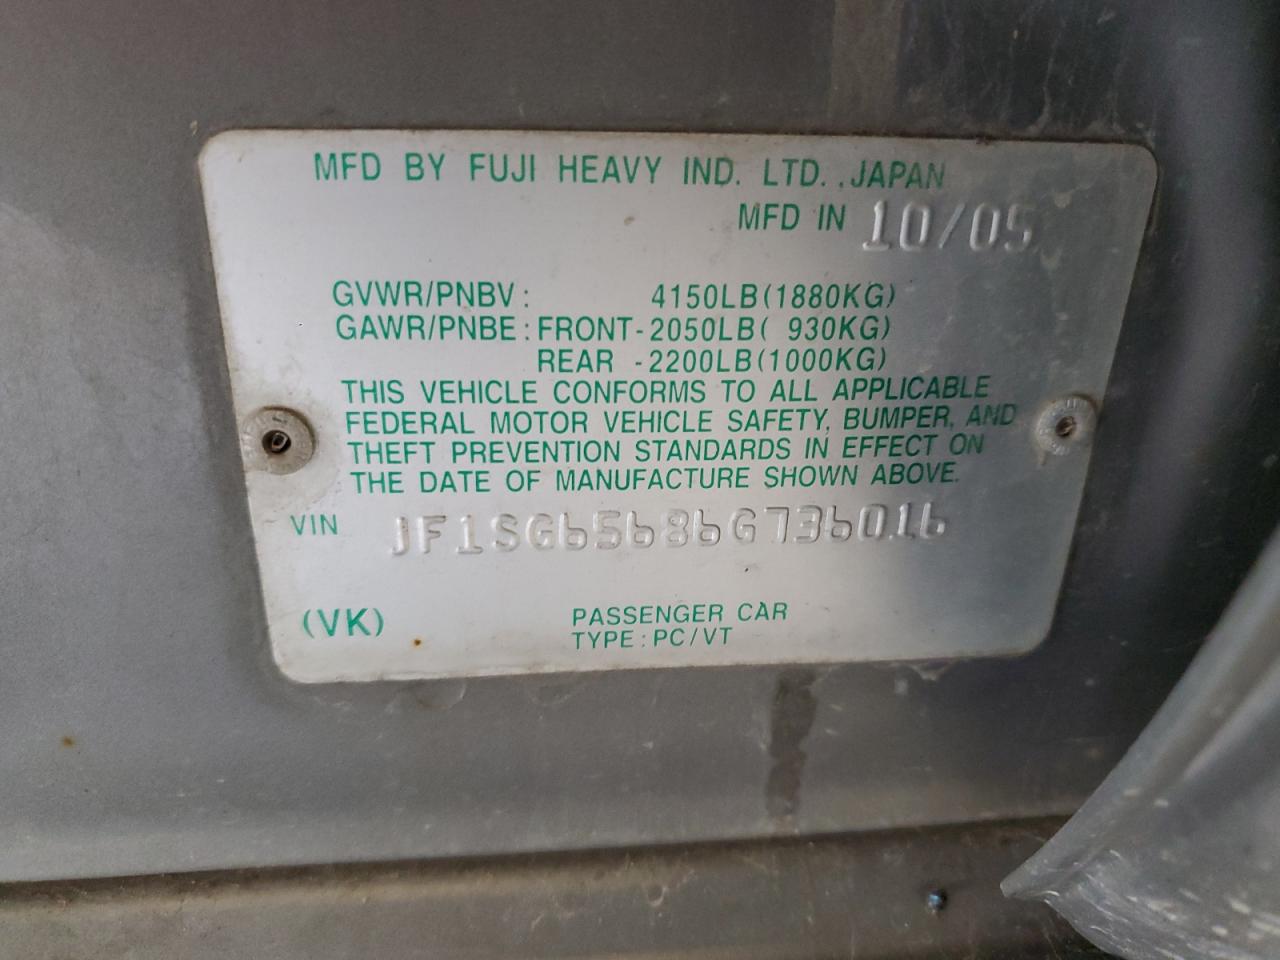 MFD BY FUJI HEAVY IND. LTD. ,JAPAN
MFD IN 10/05
GVWR/PNBV: 4150LB(1880KG)
GAWR/PNBE: FRONT-2050LB( 930KG)
REAR -2200LB(1000KG)
THIS VEHICLE CONFORMS TO ALL APPLICABLE
FEDERAL MOTOR VEHICLE SAFETY, BUMPER, AND
THEFT PREVENTION STANDARDS IN EFFECT ON
THE DATE OF MANUFACTURE SHOWN ABOVE.
VIN JF1SG65686G736016
(VK) PASSENGER CAR
TYPE: PC/VT